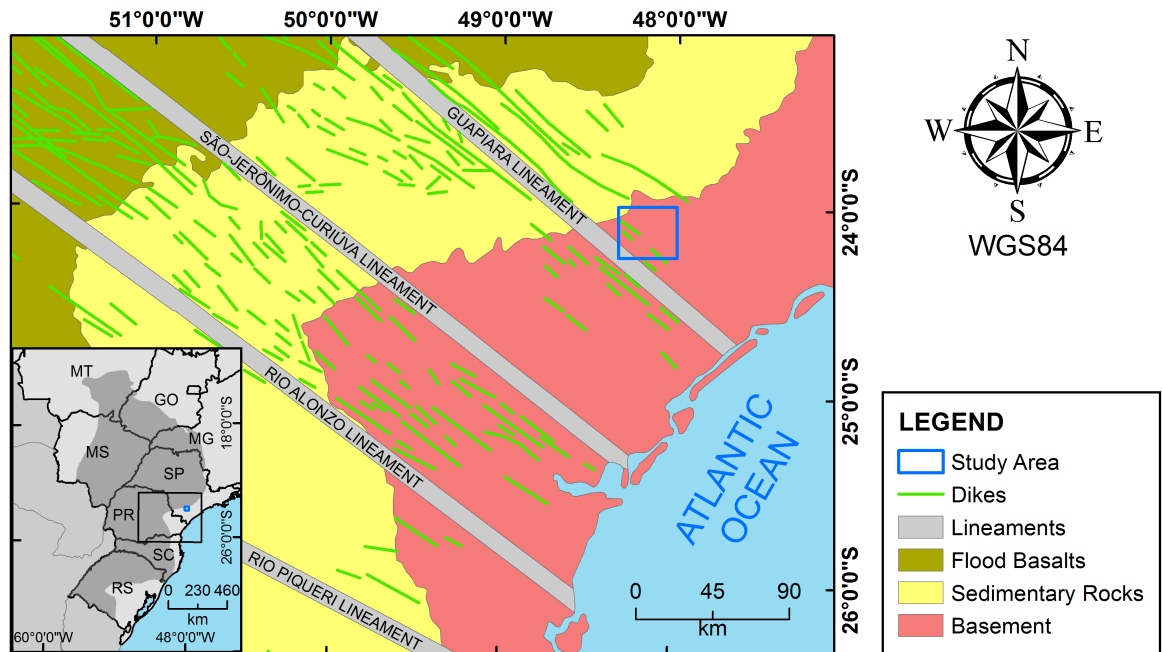 51°0'0"W 50°0'0"W 49°0'0"W 48°0'0"W
GUAPIARA LINEAMENT
SÃO-JERÔNIMO-CURIÚVA LINEAMENT
RIO ALONZO LINEAMENT
RIO PIQUERI LINEAMENT
ATLANTIC
OCEAN
0 45 90
km
24°0'0"S
25°0'0"S
26°0'0"S
MT
GO
MG
MS
SP
PR
SC
RS
18°0'0"S
26°0'0"S
0 230 460
km
60°0'0"W 48°0'0"W
N
W E
S
WGS84
LEGEND
Study Area
Dikes
Lineaments
Flood Basalts
Sedimentary Rocks
Basement